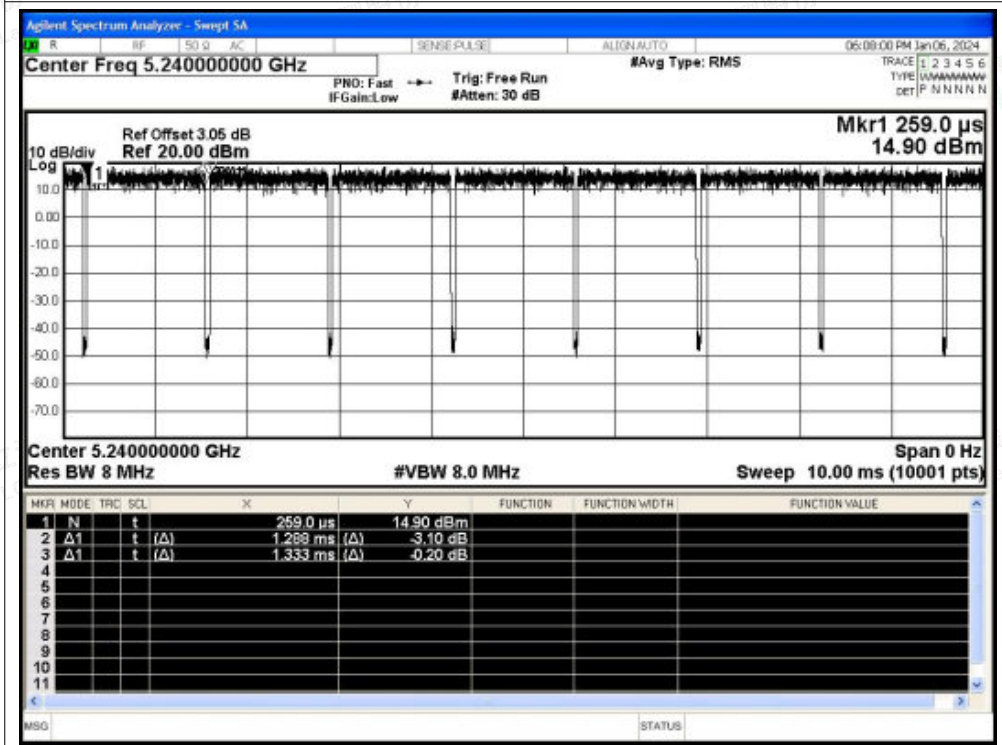 Agilent Spectrum Analyzer - Swept SA
R RF 50 Ω AC SENSE:PULSE ALIGN AUTO 06:08:00 PM Jan 06, 2024
Center Freq 5.240000000 GHz #Avg Type: RMS TRACE 1 2 3 4 5 6
PNO: Fast Trig: Free Run TYPE
IFGain:Low #Atten: 30 dB DET P N N N N N
Mkr1 259.0 µs
Ref Offset 3.05 dB
10 dB/div Ref 20.00 dBm 14.90 dBm
Log
1
10.0
0.00
-10.0
-20.0
-30.0
-40.0
-50.0
-60.0
-70.0
Center 5.240000000 GHz Span 0 Hz
Res BW 8 MHz #VBW 8.0 MHz Sweep 10.00 ms (10001 pts)
MKR MODE TRC SCL X Y FUNCTION FUNCTION WIDTH FUNCTION VALUE
1 N t 259.0 µs 14.90 dBm
2 Δ1 t (Δ) 1.288 ms (Δ) -3.10 dB
3 Δ1 t (Δ) 1.333 ms (Δ) -0.20 dB
4
5
6
7
8
9
10
11
MSG STATUS